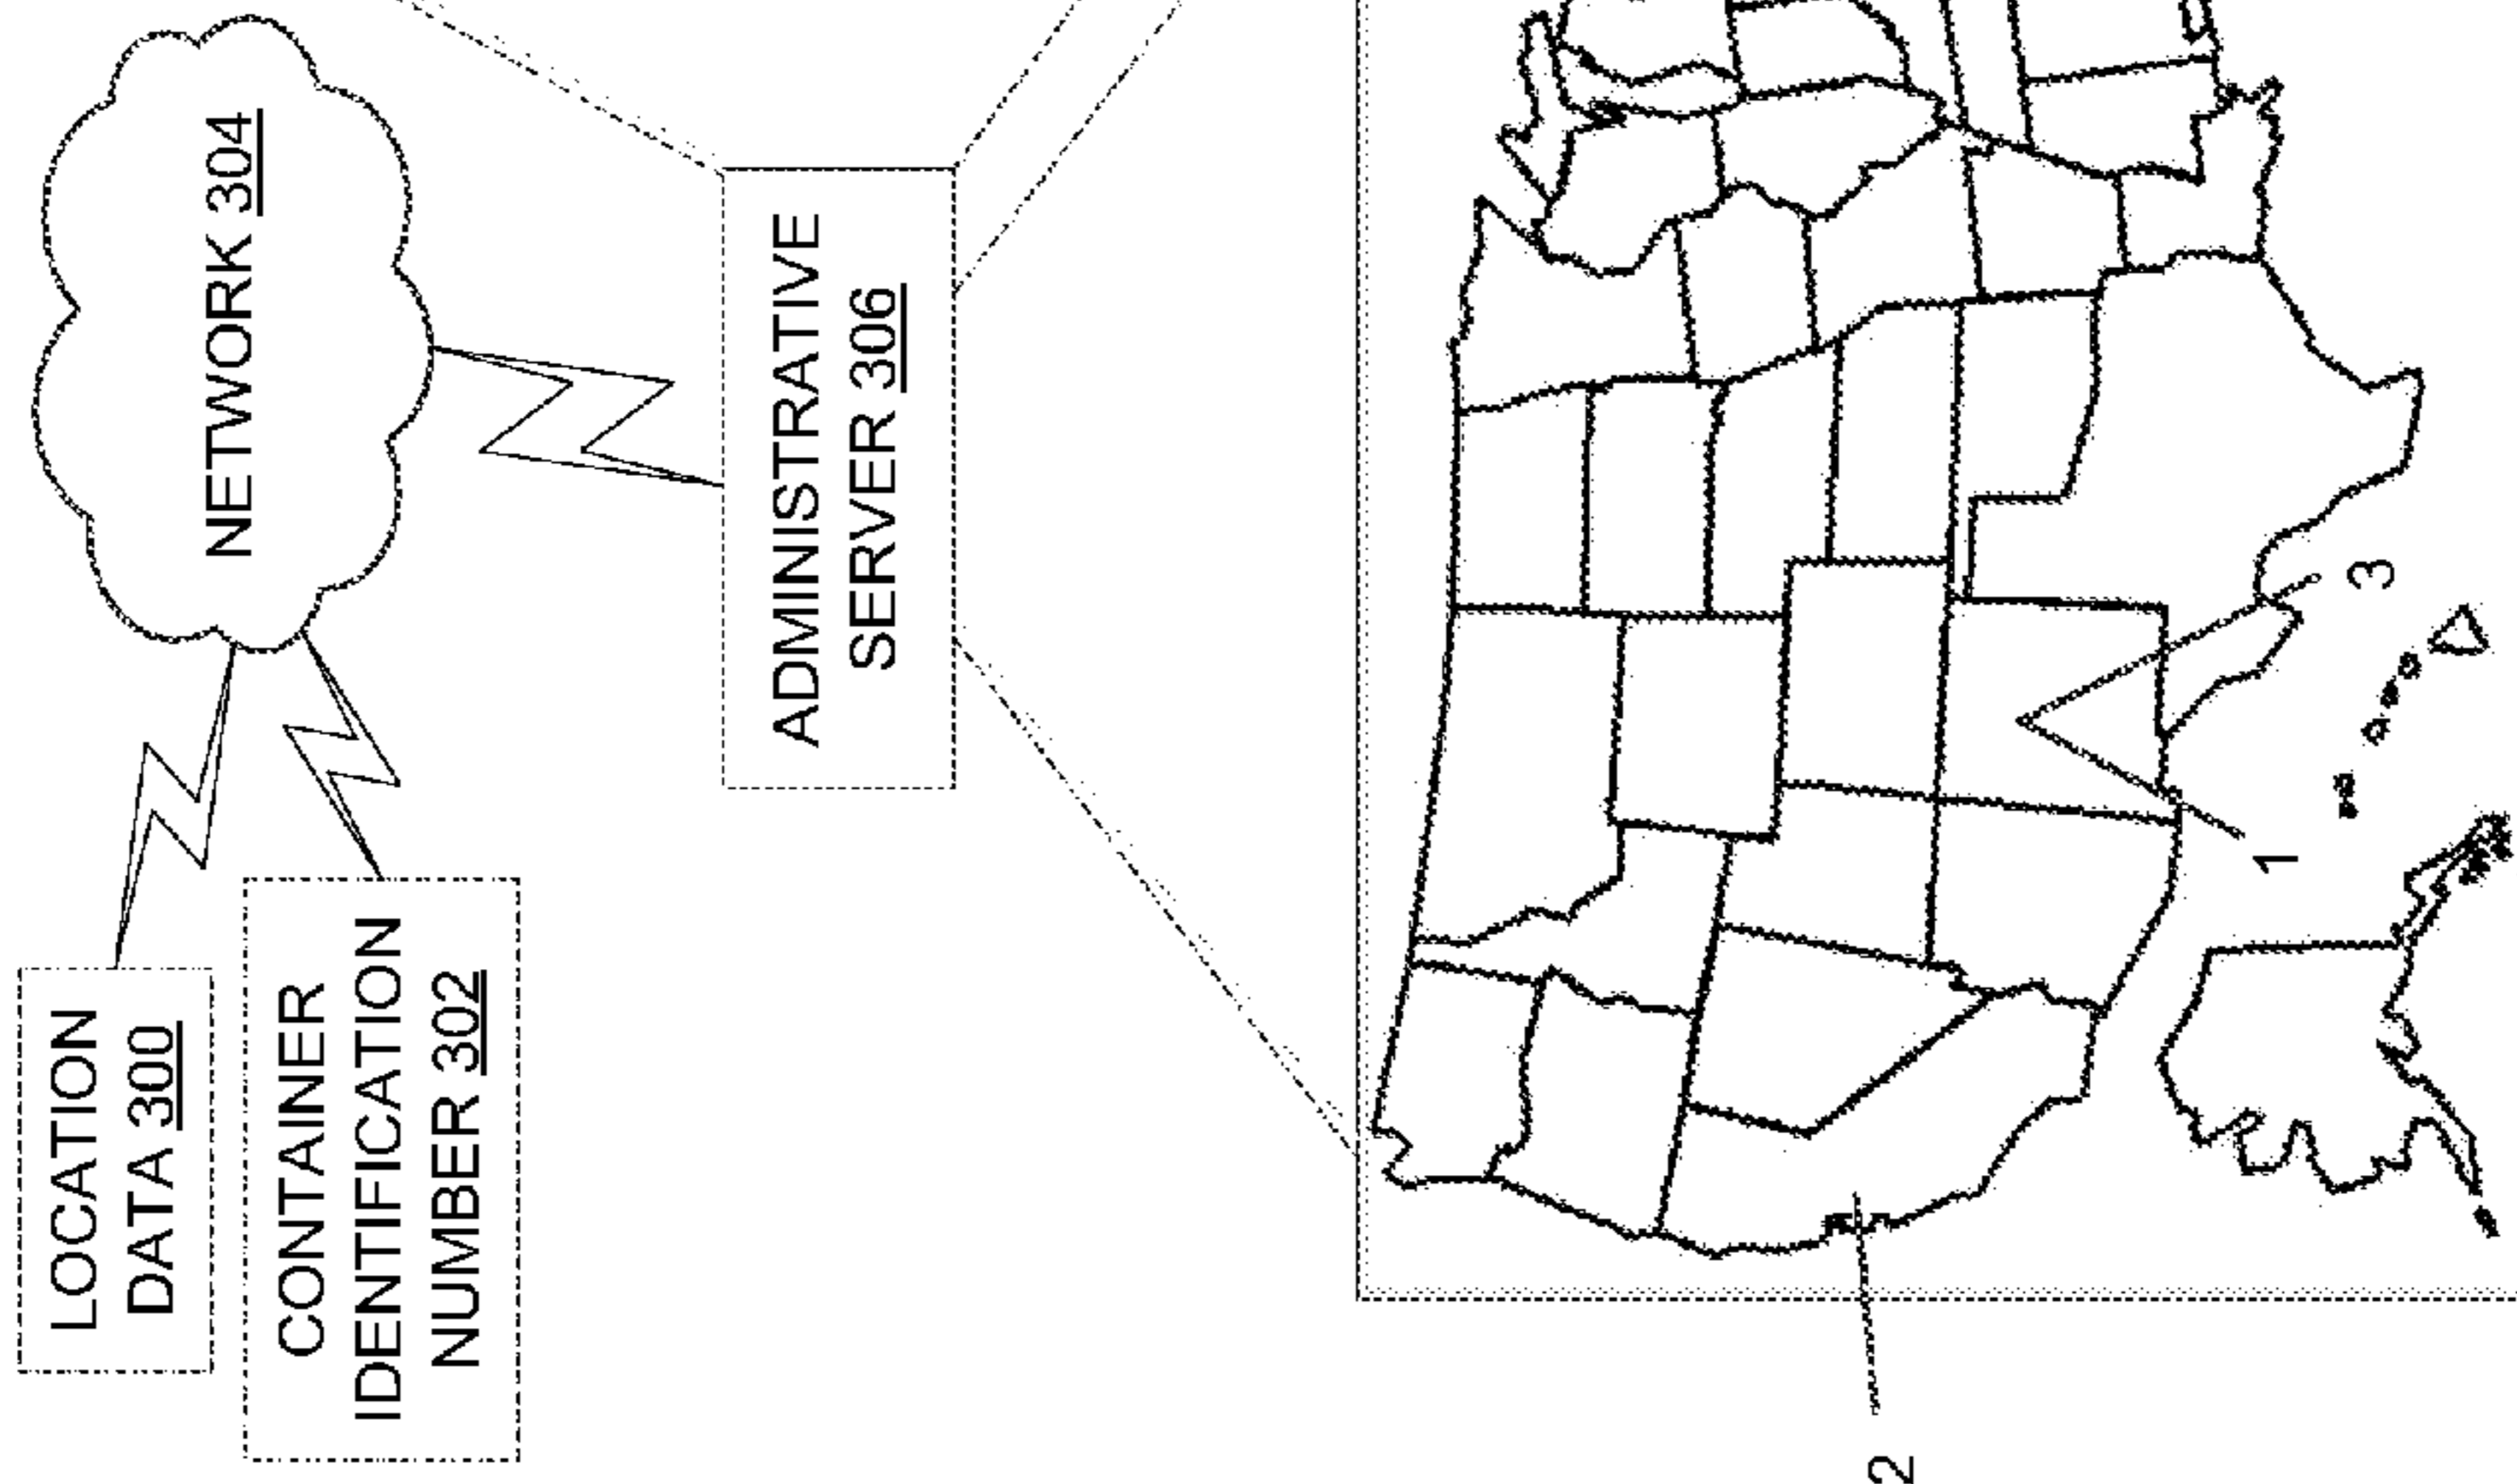 LOCATION
DATA 300
CONTAINER
IDENTIFICATION
NUMBER 302
NETWORK 304
ADMINISTRATIVE
SERVER 306
2
1
3